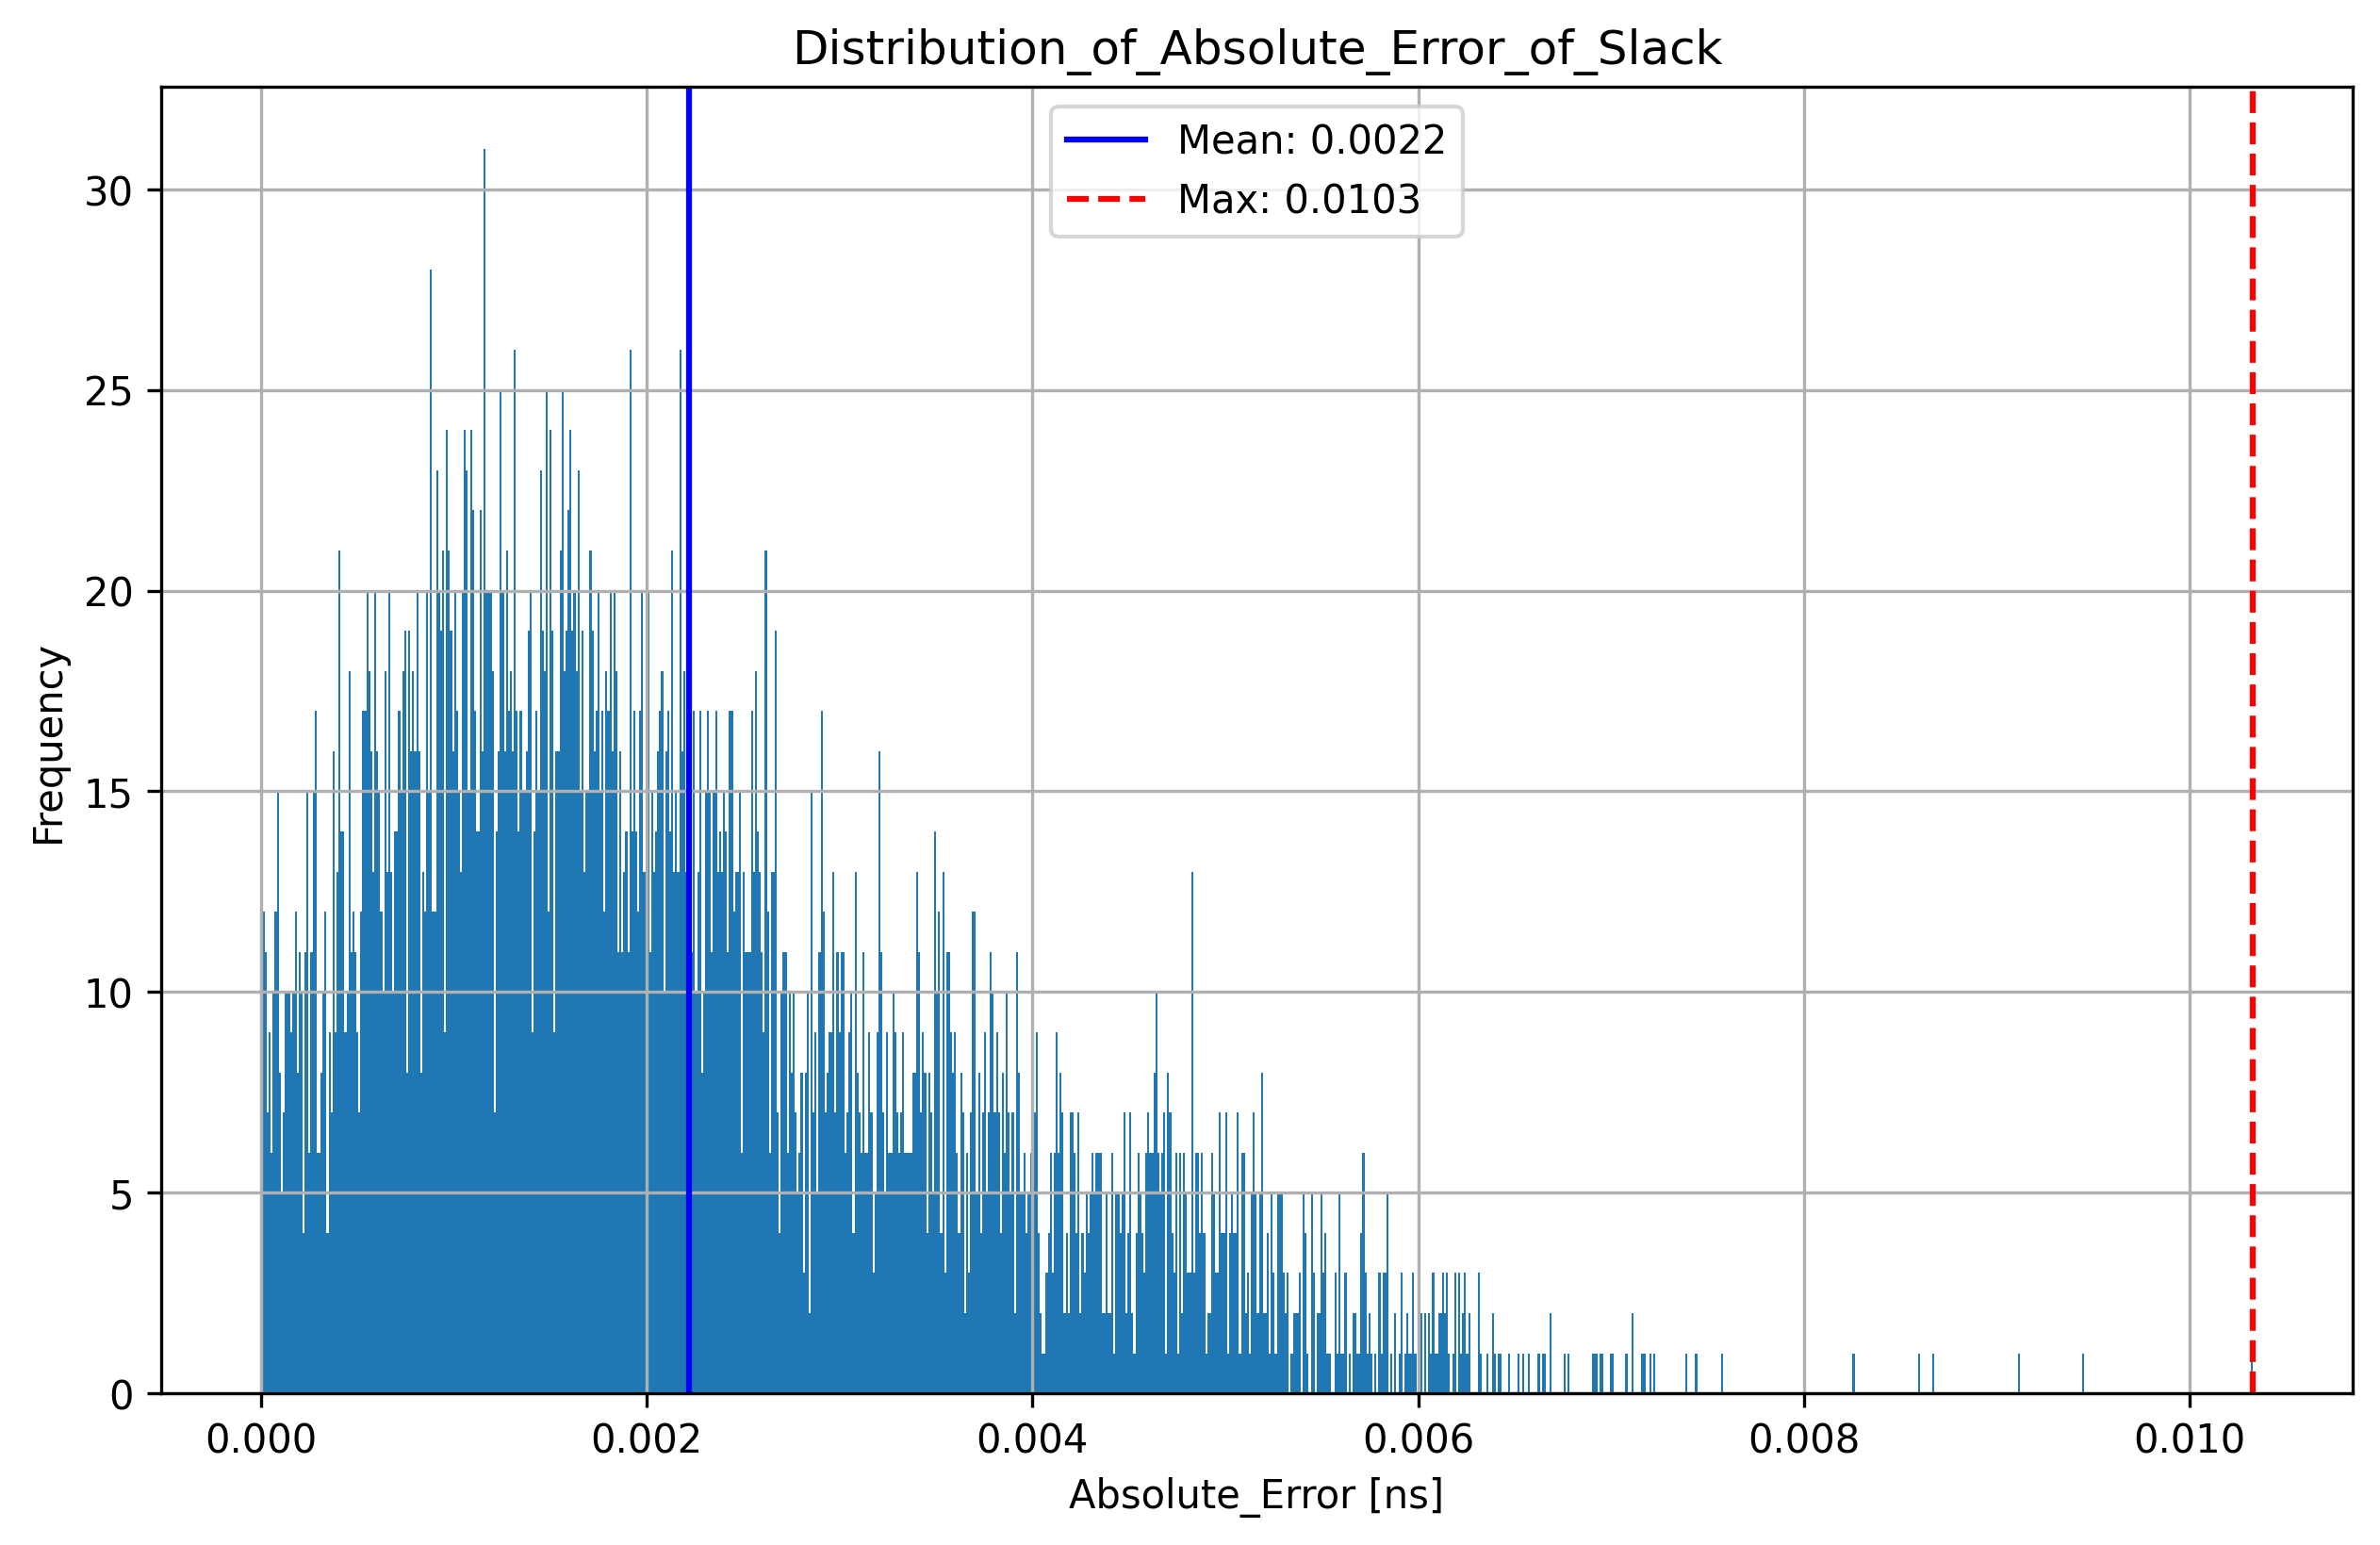 Distribution_of_Absolute_Error_of_Slack
Mean: 0.0022
Max: 0.0103
30
25
20
15
10
5
0
Frequency
0.000 0.002 0.004 0.006 0.008 0.010
Absolute_Error [ns]